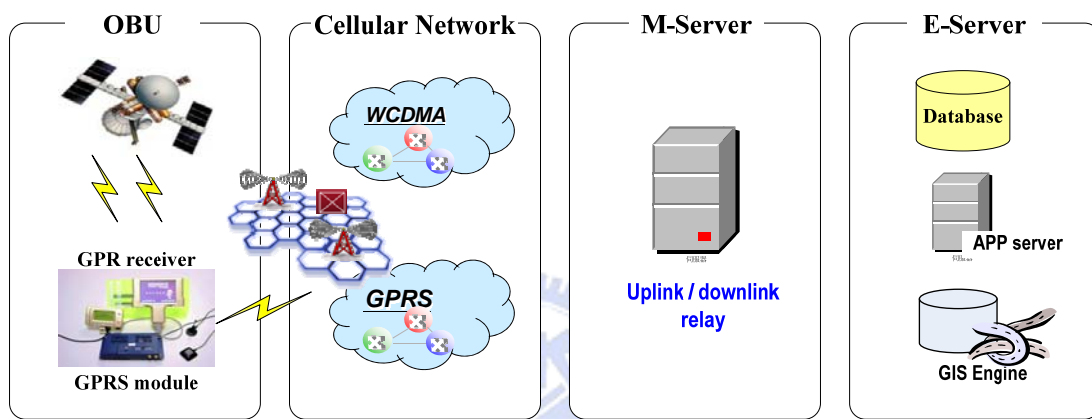 OBU
GPR receiver
GPRS module
Cellular Network
WCDMA
GPRS
M-Server
Uplink / downlink
relay
E-Server
Database
APP server
GIS Engine